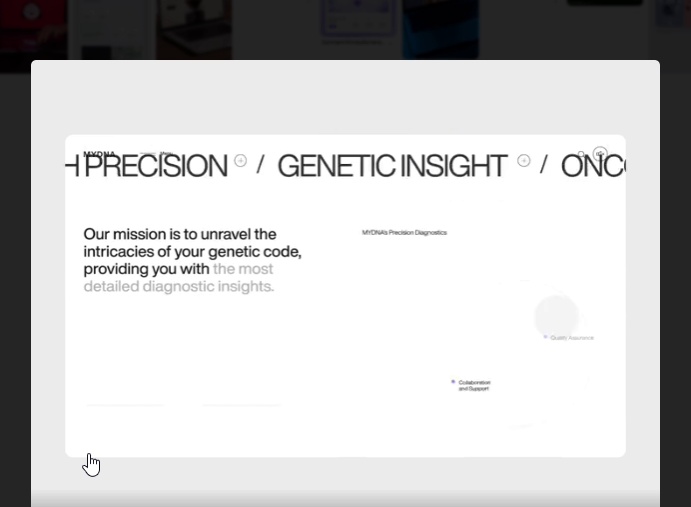 MYDNA
H PRECISION / GENETIC INSIGHT / ONCO
Our mission is to unravel the
intricacies of your genetic code,
providing you with the most
detailed diagnostic insights.
MYDNA's Precision Diagnostics
Quality Assurance
Collaboration
and Support